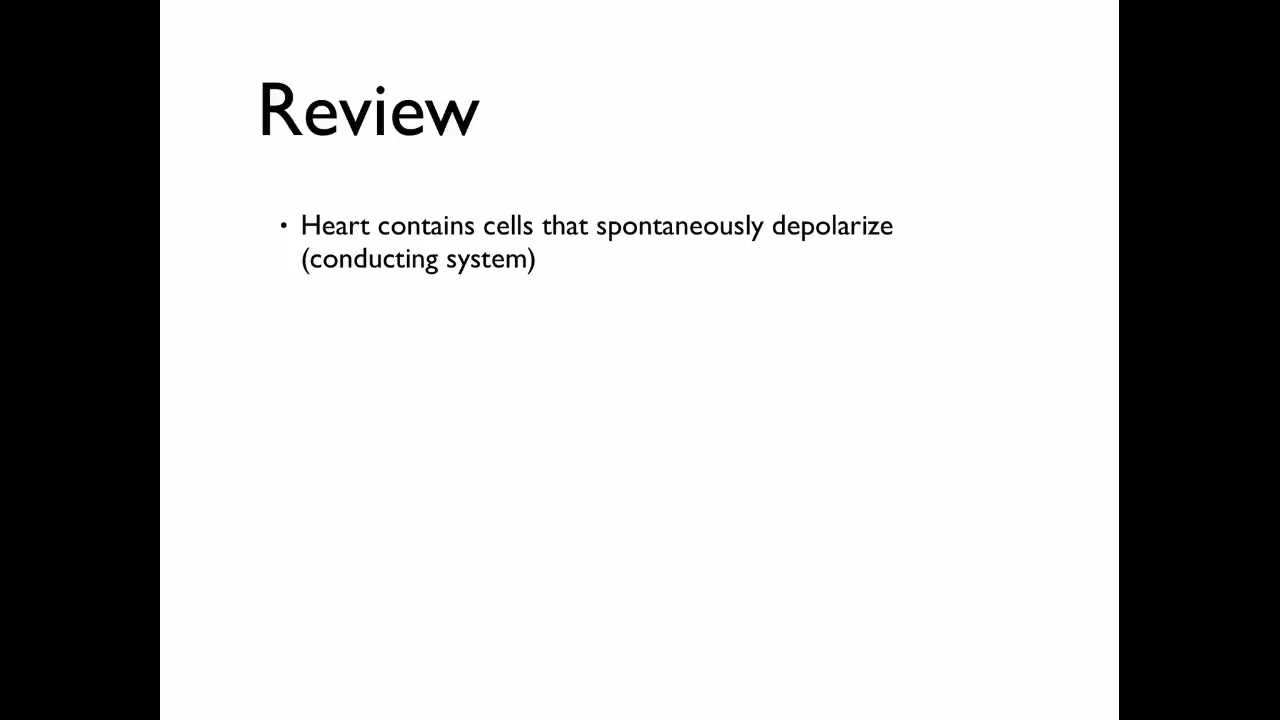 Review
• Heart contains cells that spontaneously depolarize
(conducting system)